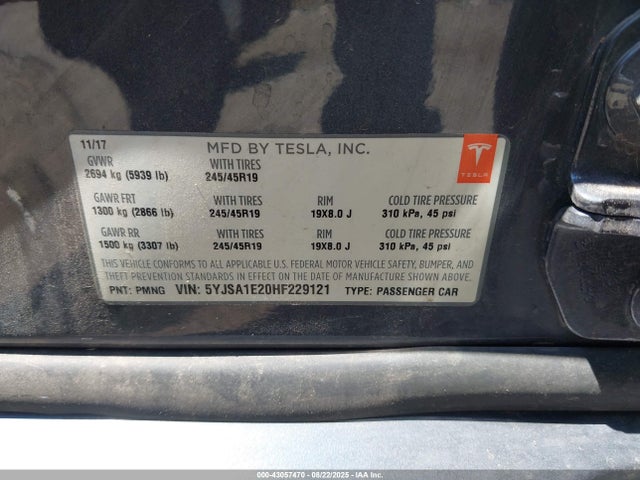 11/17 MFD BY TESLA, INC.
GVWR WITH TIRES
2694 kg (5939 lb) 245/45R19
TESLA
GAWR FRT WITH TIRES RIM COLD TIRE PRESSURE
1300 kg (2866 lb) 245/45R19 19X8.0 J 310 kPa, 45 psi
GAWR RR WITH TIRES RIM COLD TIRE PRESSURE
1500 kg (3307 lb) 245/45R19 19X8.0 J 310 kPa, 45 psi
THIS VEHICLE CONFORMS TO ALL APPLICABLE U.S. FEDERAL MOTOR VEHICLE SAFETY, BUMPER, AND
THEFT PREVENTION STANDARDS IN EFFECT ON THE DATE OF MANUFACTURE SHOWN ABOVE.
PNT: PMNG VIN: 5YJSA1E20HF229121 TYPE: PASSENGER CAR
000-43057470 - 08/22/2025 - IAAI, Inc.